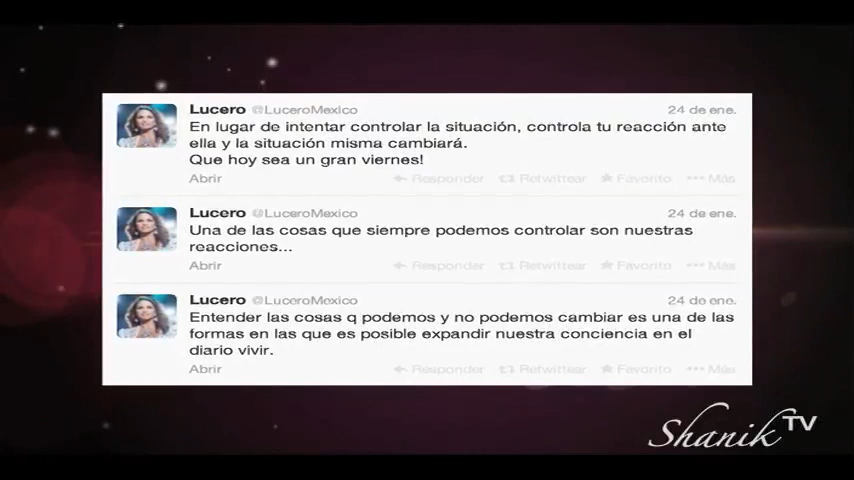 Lucero @LuceroMexico 24 de ene.
En lugar de intentar controlar la situación, controla tu reacción ante
ella y la situación misma cambiará.
Que hoy sea un gran viernes!
Abrir Responder Retwittear Favorito Más
Lucero @LuceroMexico 24 de ene.
Una de las cosas que siempre podemos controlar son nuestras
reacciones...
Abrir Responder Retwittear Favorito Más
Lucero @LuceroMexico 24 de ene.
Entender las cosas q podemos y no podemos cambiar es una de las
formas en las que es posible expandir nuestra conciencia en el
diario vivir.
Abrir Responder Retwittear Favorito Más
Shanik TV